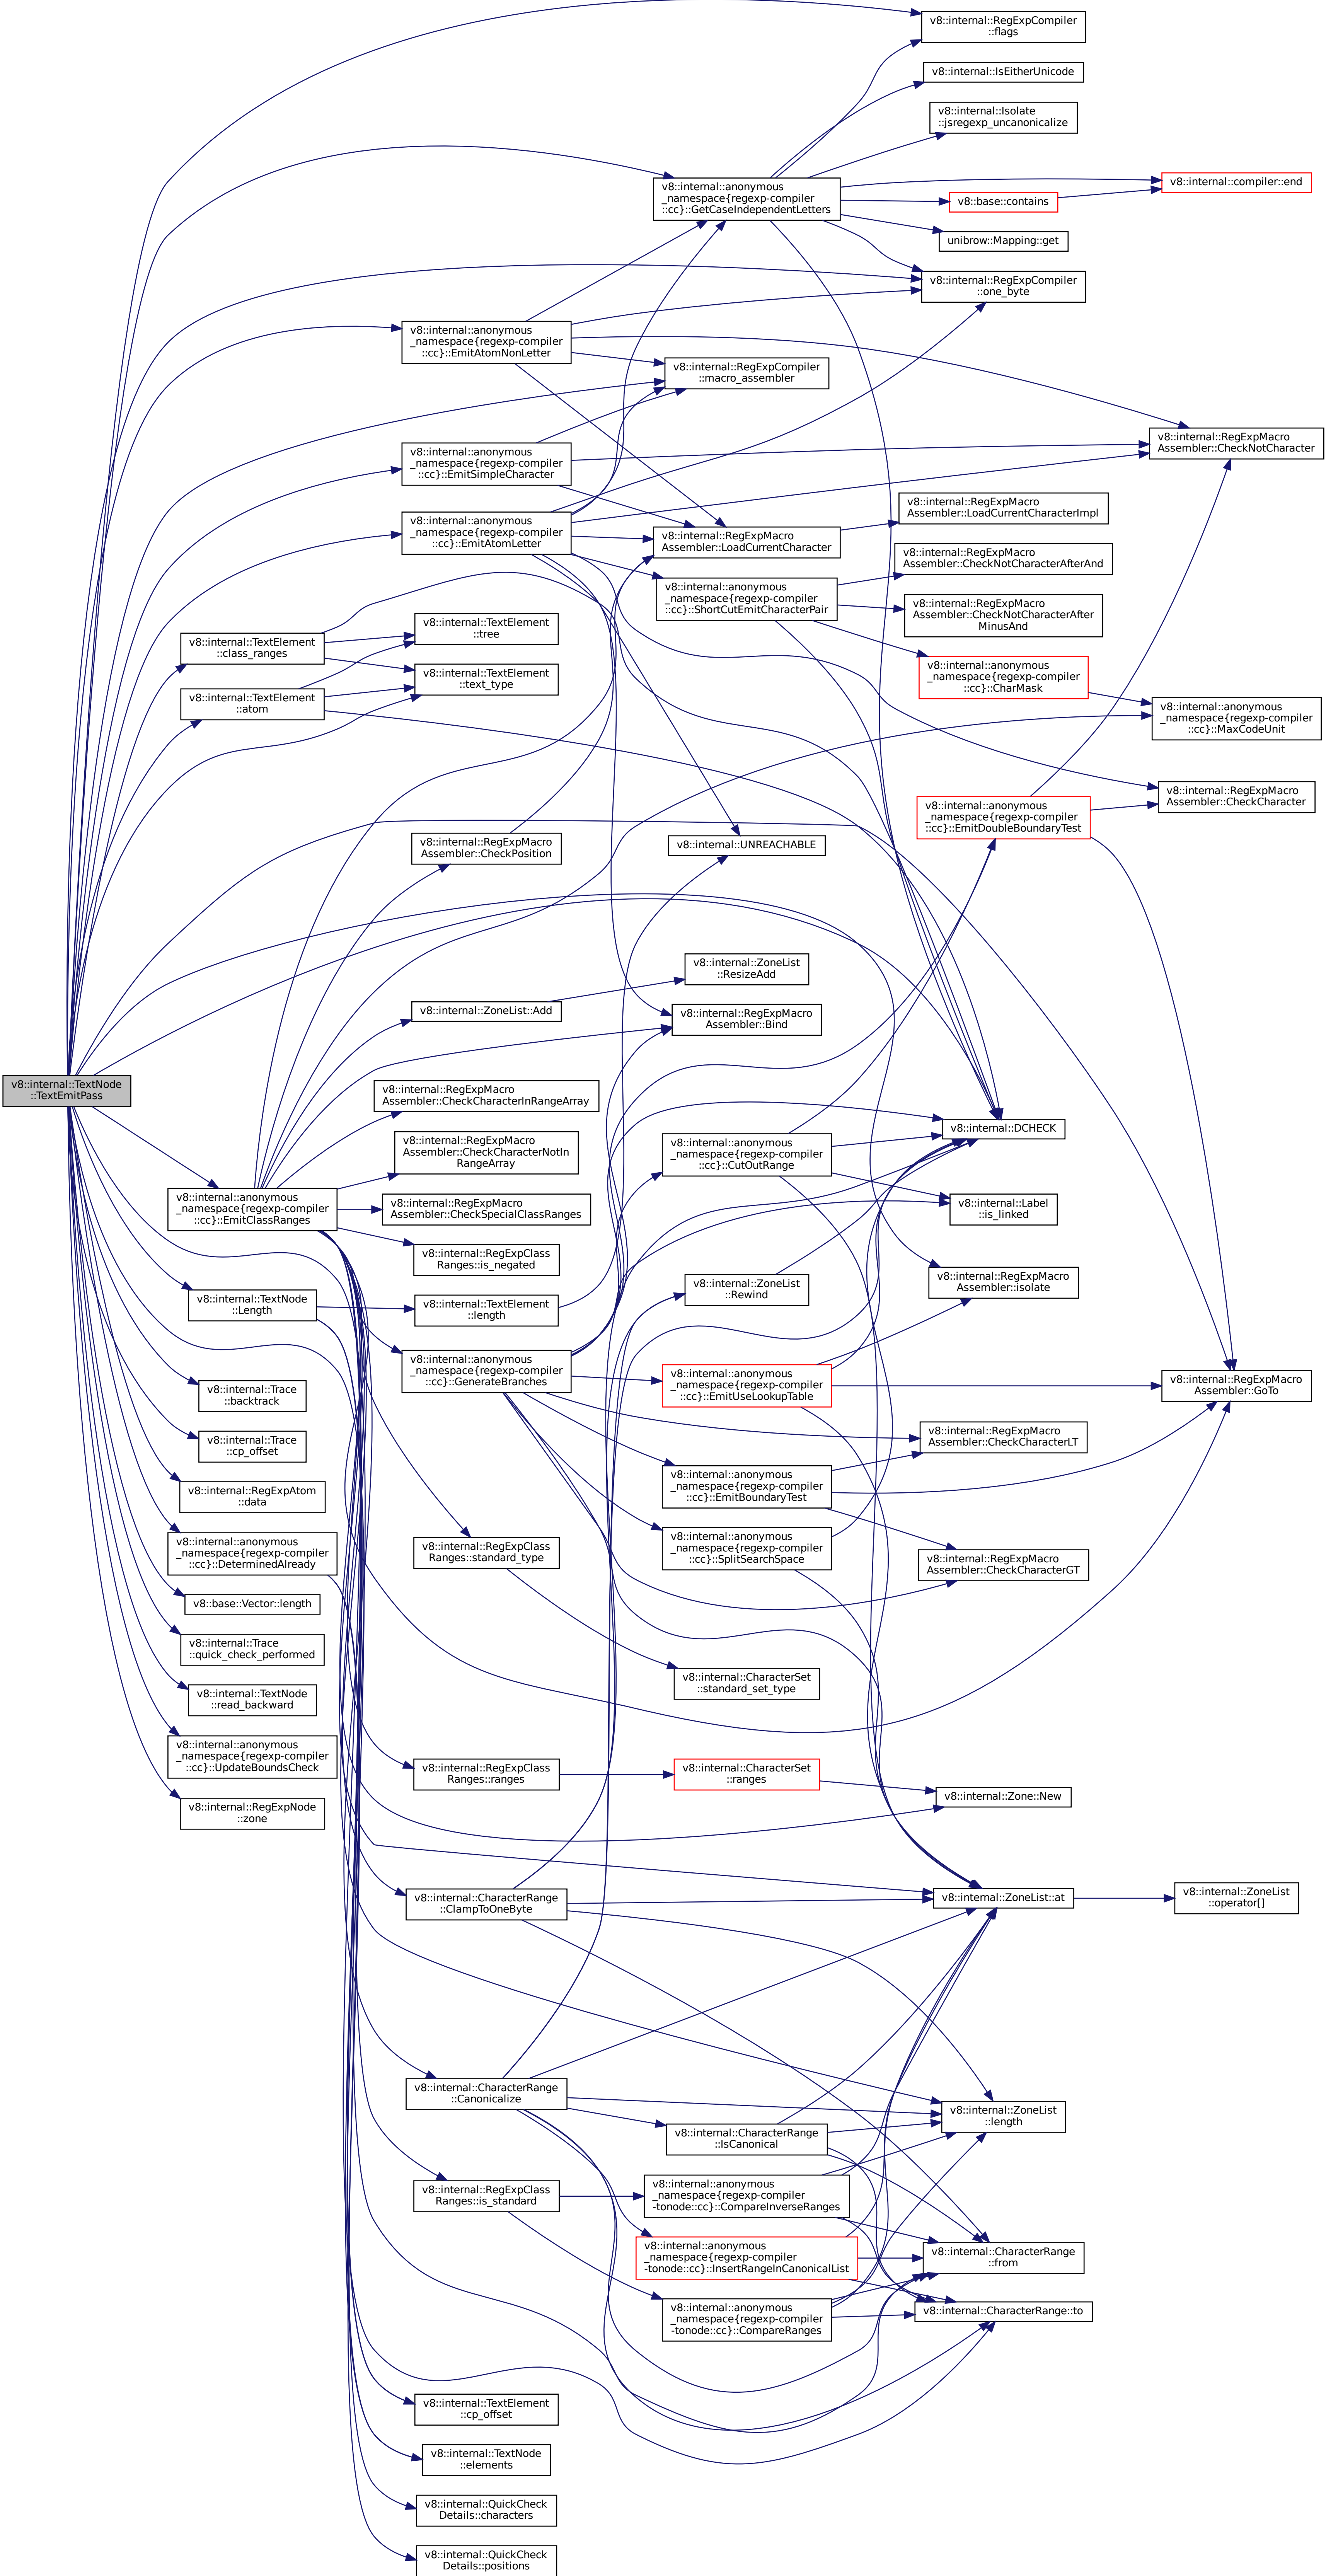 v8::internal::RegExpCompiler
::flags
v8::internal::IsEitherUnicode
v8::internal::Isolate
::jsregexp_uncanonicalize
v8::internal::anonymous
_namespace{regexp-compiler
::cc}::GetCaseIndependentLetters
v8::internal::compiler::end
v8::base::contains
unibrow::Mapping::get
v8::internal::RegExpCompiler
::one_byte
v8::internal::anonymous
_namespace{regexp-compiler
::cc}::EmitAtomNonLetter
v8::internal::RegExpCompiler
::macro_assembler
v8::internal::RegExpMacro
Assembler::CheckNotCharacter
v8::internal::anonymous
_namespace{regexp-compiler
::cc}::EmitSimpleCharacter
v8::internal::RegExpMacro
Assembler::LoadCurrentCharacterImpl
v8::internal::anonymous
_namespace{regexp-compiler
::cc}::EmitAtomLetter
v8::internal::RegExpMacro
Assembler::LoadCurrentCharacter
v8::internal::RegExpMacro
Assembler::CheckNotCharacterAfterAnd
v8::internal::anonymous
_namespace{regexp-compiler
::cc}::ShortCutEmitCharacterPair
v8::internal::RegExpMacro
Assembler::CheckNotCharacterAfter
MinusAnd
v8::internal::TextElement
::tree
v8::internal::TextElement
::class_ranges
v8::internal::TextElement
::text_type
v8::internal::anonymous
_namespace{regexp-compiler
::cc}::CharMask
v8::internal::TextElement
::atom
v8::internal::anonymous
_namespace{regexp-compiler
::cc}::MaxCodeUnit
v8::internal::RegExpMacro
Assembler::CheckCharacter
v8::internal::anonymous
_namespace{regexp-compiler
::cc}::EmitDoubleBoundaryTest
v8::internal::RegExpMacro
Assembler::CheckPosition
v8::internal::UNREACHABLE
v8::internal::ZoneList
::ResizeAdd
v8::internal::ZoneList::Add
v8::internal::RegExpMacro
Assembler::Bind
v8::internal::TextNode
::TextEmitPass
v8::internal::RegExpMacro
Assembler::CheckCharacterInRangeArray
v8::internal::DCHECK
v8::internal::RegExpMacro
Assembler::CheckCharacterNotIn
RangeArray
v8::internal::anonymous
_namespace{regexp-compiler
::cc}::CutOutRange
v8::internal::anonymous
_namespace{regexp-compiler
::cc}::EmitClassRanges
v8::internal::RegExpMacro
Assembler::CheckSpecialClassRanges
v8::internal::Label
::is_linked
v8::internal::RegExpClass
Ranges::is_negated
v8::internal::RegExpMacro
Assembler::isolate
v8::internal::ZoneList
::Rewind
v8::internal::TextNode
::Length
v8::internal::TextElement
::length
v8::internal::anonymous
_namespace{regexp-compiler
::cc}::GenerateBranches
v8::internal::anonymous
_namespace{regexp-compiler
::cc}::EmitUseLookupTable
v8::internal::RegExpMacro
Assembler::GoTo
v8::internal::Trace
::backtrack
v8::internal::RegExpMacro
Assembler::CheckCharacterLT
v8::internal::Trace
::cp_offset
v8::internal::anonymous
_namespace{regexp-compiler
::cc}::EmitBoundaryTest
v8::internal::RegExpAtom
::data
v8::internal::anonymous
_namespace{regexp-compiler
::cc}::DeterminedAlready
v8::internal::RegExpClass
Ranges::standard_type
v8::internal::anonymous
_namespace{regexp-compiler
::cc}::SplitSearchSpace
v8::internal::RegExpMacro
Assembler::CheckCharacterGT
v8::base::Vector::length
v8::internal::Trace
::quick_check_performed
v8::internal::CharacterSet
::standard_set_type
v8::internal::TextNode
::read_backward
v8::internal::anonymous
_namespace{regexp-compiler
::cc}::UpdateBoundsCheck
v8::internal::RegExpClass
Ranges::ranges
v8::internal::CharacterSet
::ranges
v8::internal::Zone::New
v8::internal::RegExpNode
::zone
v8::internal::CharacterRange
::ClampToOneByte
v8::internal::ZoneList::at
v8::internal::ZoneList
::operator[]
v8::internal::CharacterRange
::Canonicalize
v8::internal::ZoneList
::length
v8::internal::CharacterRange
::IsCanonical
v8::internal::RegExpClass
Ranges::is_standard
v8::internal::anonymous
_namespace{regexp-compiler
-tonode::cc}::CompareInverseRanges
v8::internal::anonymous
_namespace{regexp-compiler
-tonode::cc}::InsertRangeInCanonicalList
v8::internal::CharacterRange
::from
v8::internal::anonymous
_namespace{regexp-compiler
-tonode::cc}::CompareRanges
v8::internal::CharacterRange::to
v8::internal::TextElement
::cp_offset
v8::internal::TextNode
::elements
v8::internal::QuickCheck
Details::characters
v8::internal::QuickCheck
Details::positions